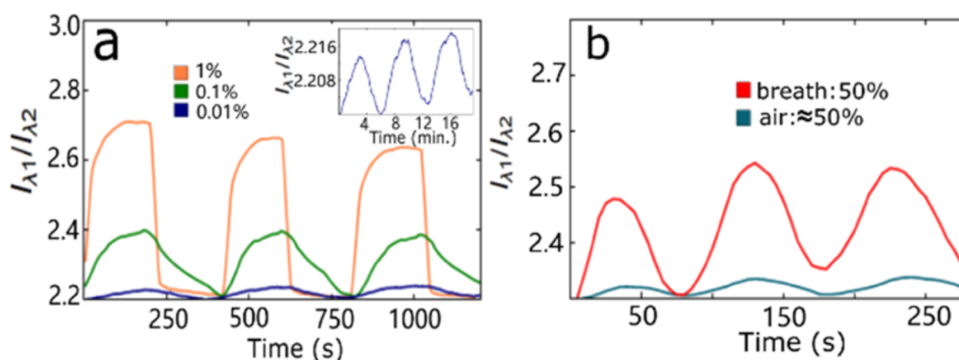 a
3.0
2.8
2.6
2.4
2.2
Iλ1/Iλ2
1%
0.1%
0.01%
250
500
750
1000
Time (s)
2.216
2.208
Iλ1/Iλ2
4
8
12
16
Time (min.)
b
2.7
2.6
2.5
2.4
Iλ1/Iλ2
breath:50%
air:≈50%
50
150
250
Time (s)